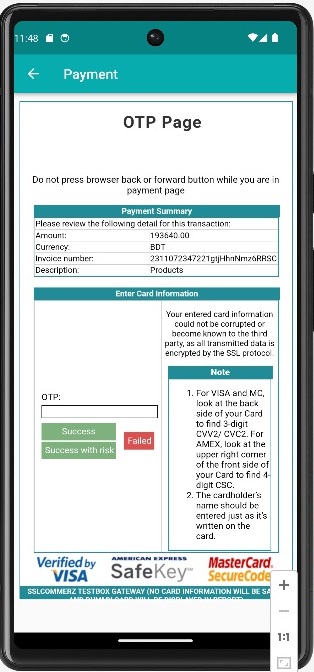 11:48
Payment
OTP Page
Do not press browser back or forward button while you are in
payment page
Payment Summary
Please review the following detail for this transaction:
Amount: 193640.00
Currency: BDT
Invoice number: 2311072347221gtjHhnNmz6RRSC
Description: Products
Enter Card Information
Your entered card information
could not be corrupted or
become known to the third
party, as all transmitted data is
encrypted by the SSL protocol.
Note
OTP:
Success
Success with risk
Failed
1. For VISA and MC,
look at the back
side of your Card
to find 3-digit
CVV2/ CVC2. For
AMEX, look at the
upper right corner
of the front side of
your Card to find 4-
digit CSC.
2. The cardholder's
name should be
entered just as it's
written on the
card.
Verified by
VISA
AMERICAN EXPRESS
SafeKey
MasterCard.
SecureCode
SSLCOMMERZ TESTBOX GATEWAY (NO CARD INFORMATION WILL BE
1:1